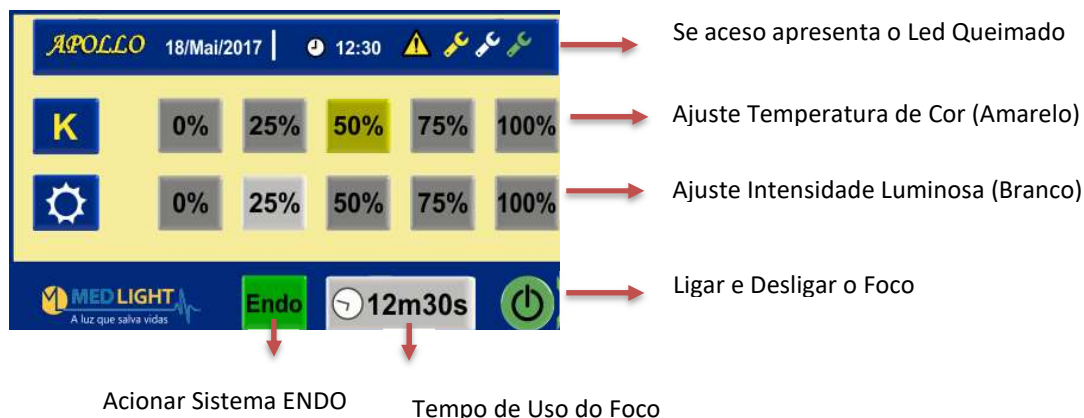 APOLLO 18/Mai/2017 12:30
Se aceso apresenta o Led Queimado
K 0% 25% 50% 75% 100%
Ajuste Temperatura de Cor (Amarelo)
0% 25% 50% 75% 100%
Ajuste Intensidade Luminosa (Branco)
ML MED LIGHT
A luz que salva vidas
Endo 12m30s
Ligar e Desligar o Foco
Acionar Sistema ENDO
Tempo de Uso do Foco